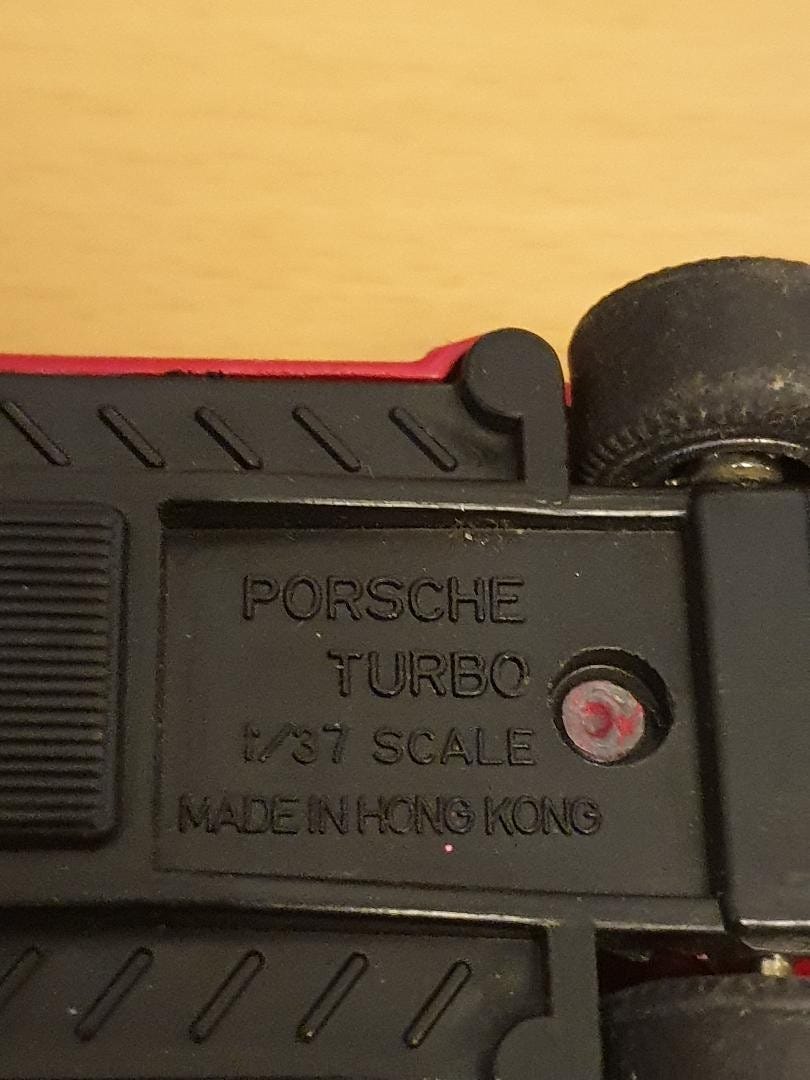 PORSCHE
TURBO
1/37 SCALE
MADE IN HONG KONG